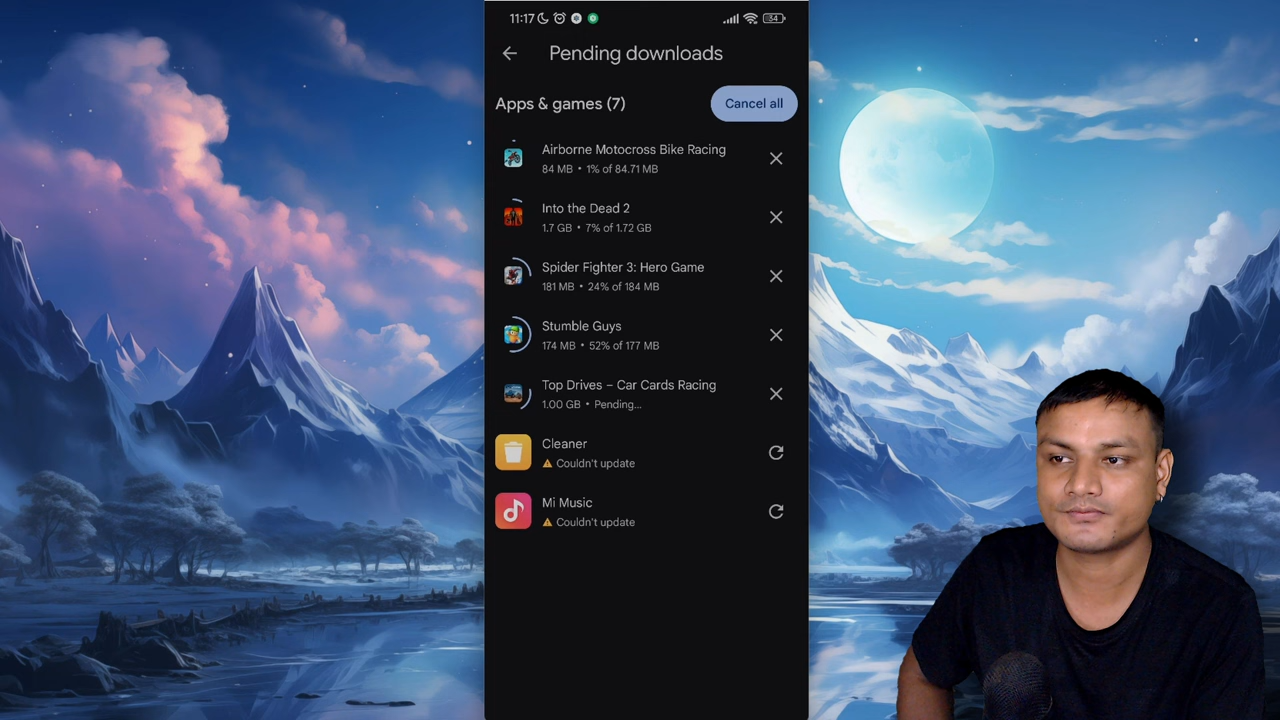 11:17
84
Pending downloads
Apps & games (7)
Cancel all
Airborne Motocross Bike Racing
84 MB • 1% of 84.71 MB
Into the Dead 2
1.7 GB • 7% of 1.72 GB
Spider Fighter 3: Hero Game
181 MB • 24% of 184 MB
Stumble Guys
174 MB • 52% of 177 MB
Top Drives – Car Cards Racing
1.00 GB • Pending...
Cleaner
Couldn't update
Mi Music
Couldn't update